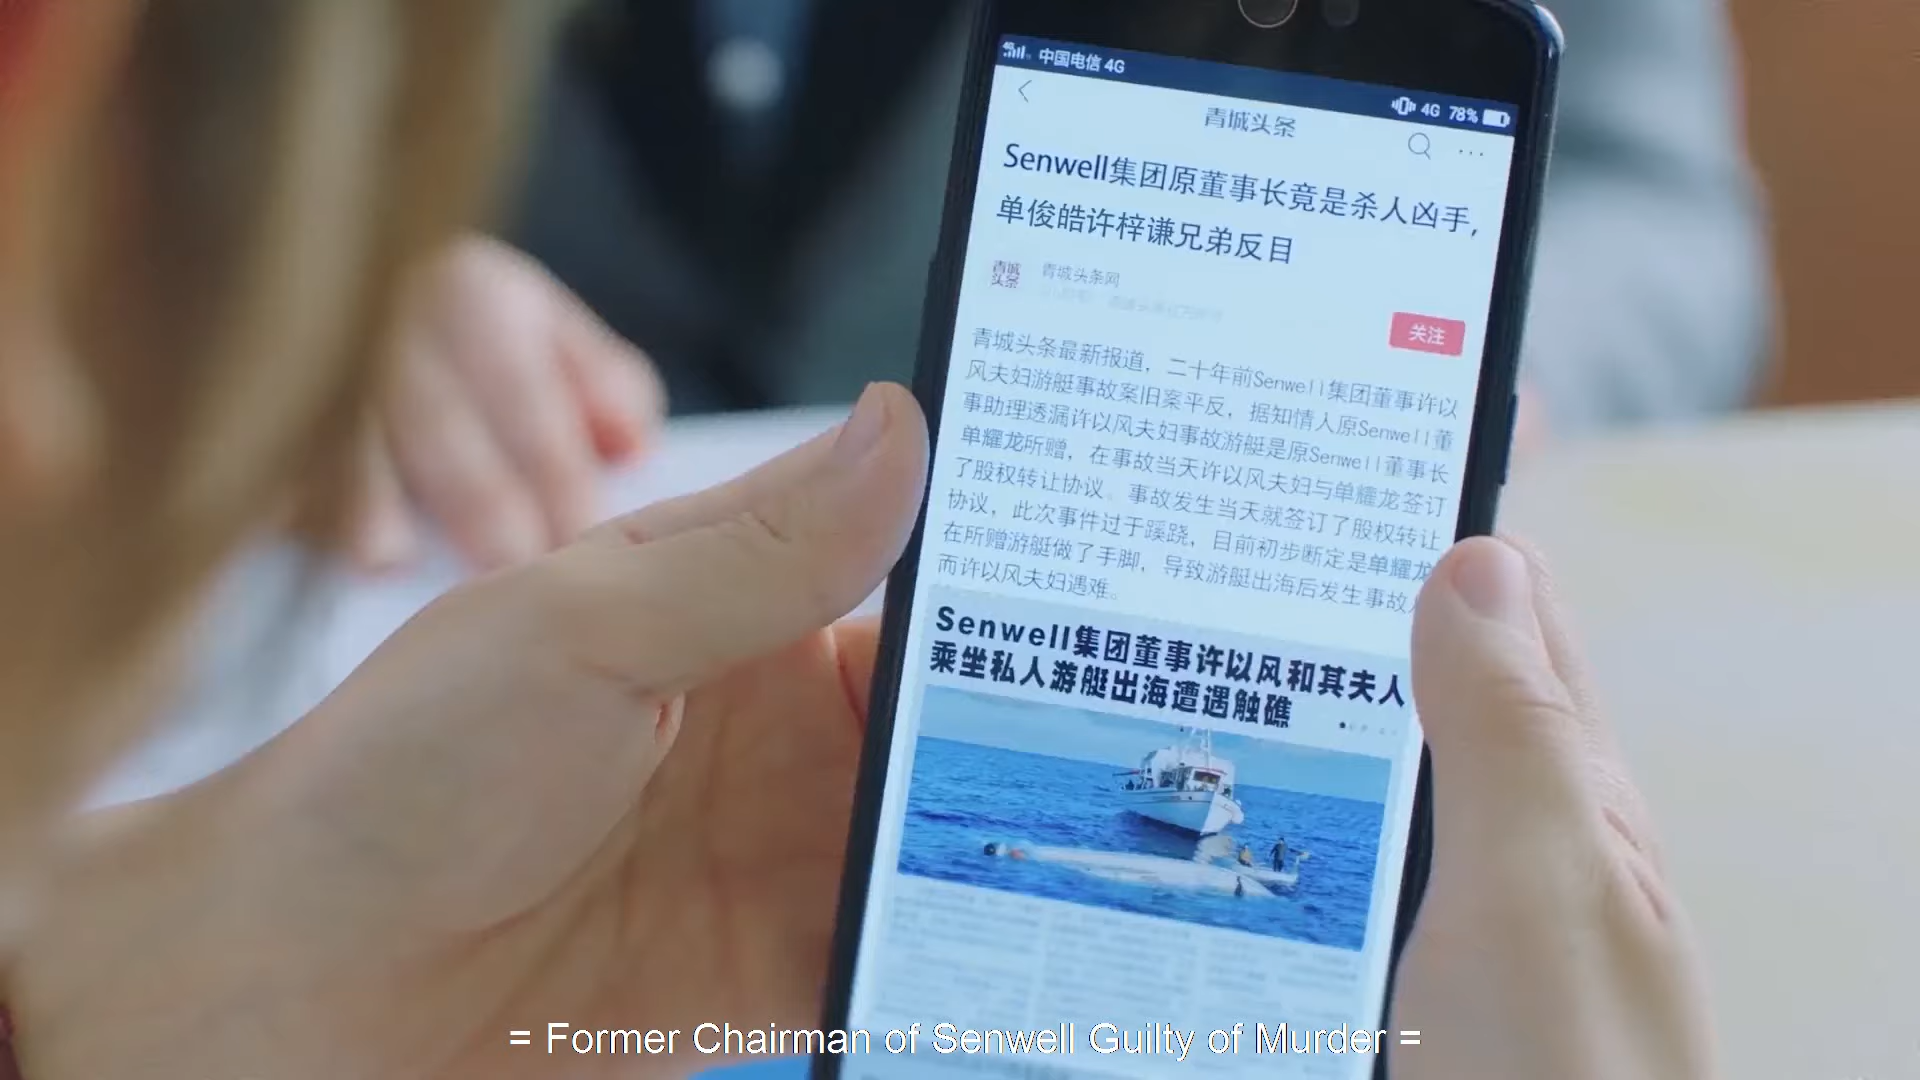 中国电信 4G
4G 78%
青城头条
Senwell集团原董事长竟是杀人凶手,
单俊皓许梓谦兄弟反目
青城
头条
青城头条网
关注
青城头条最新报道，二十年前Senwell集团董事许以
风夫妇游艇事故案旧案平反，据知情人原Senwell董
事助理透漏许以风夫妇事故游艇是原Senwell董事长
单耀龙所赠，在事故当天许以风夫妇与单耀龙签订
了股权转让协议。事故发生当天就签订了股权转让
协议，此次事件过于蹊跷，目前初步断定是单耀龙
在所赠游艇做了手脚，导致游艇出海后发生事故
而许以风夫妇遇难。
Senwell集团董事许以风和其夫人
乘坐私人游艇出海遭遇触礁
= Former Chairman of Senwell Guilty of Murder =